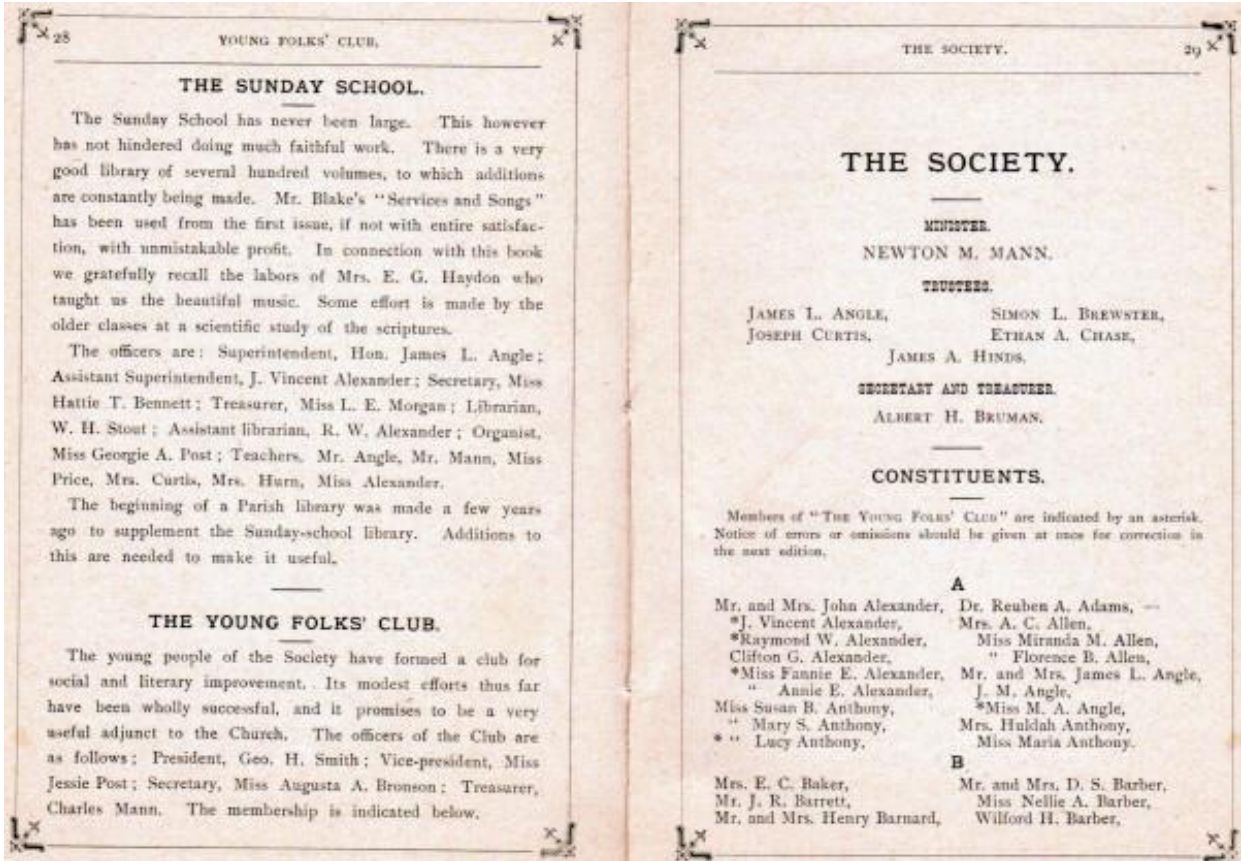 28
YOUNG FOLKS' CLUB.
THE SUNDAY SCHOOL.
The Sunday School has never been large. This however
has not hindered doing much faithful work. There is a very
good library of several hundred volumes, to which additions
are constantly being made. Mr. Blake's "Services and Songs"
has been used from the first issue, if not with entire satisfac-
tion, with unmistakable profit. In connection with this book
we gratefully recall the labors of Mrs. E. G. Haydon who
taught us the beautiful music. Some effort is made by the
older classes at a scientific study of the scriptures.
The officers are: Superintendent, Hon. James L. Angle;
Assistant Superintendent, J. Vincent Alexander; Secretary, Miss
Hattie T. Bennett; Treasurer, Miss L. E. Morgan; Librarian,
W. H. Stout; Assistant librarian, R. W. Alexander; Organist,
Miss Georgie A. Post; Teachers, Mr. Angle, Mr. Mann, Miss
Price, Mrs. Curtis, Mrs. Hurn, Miss Alexander.
The beginning of a Parish library was made a few years
ago to supplement the Sunday-school library. Additions to
this are needed to make it useful.
THE YOUNG FOLKS' CLUB.
The young people of the Society have formed a club for
social and literary improvement. Its modest efforts thus far
have been wholly successful, and it promises to be a very
useful adjunct to the Church. The officers of the Club are
as follows; President, Geo. H. Smith; Vice-president, Miss
Jessie Post; Secretary, Miss Augusta A. Bronson; Treasurer,
Charles Mann. The membership is indicated below.
THE SOCIETY.
29
THE SOCIETY.
MINISTER.
NEWTON M. MANN.
TRUSTEES.
JAMES L. ANGLE, SIMON L. BREWSTER,
JOSEPH CURTIS, ETHAN A. CHASE,
JAMES A. HINDS.
SECRETARY AND TREASURER.
ALBERT H. BRUMAN.
CONSTITUENTS.
Members of "THE YOUNG FOLKS' CLUB" are indicated by an asterisk.
Notice of errors or omissions should be given at once for correction in
the next edition.
A
Mr. and Mrs. John Alexander,
*J. Vincent Alexander,
*Raymond W. Alexander,
Clifton G. Alexander,
*Miss Fannie E. Alexander,
" Annie E. Alexander,
Miss Susan B. Anthony,
" Mary S. Anthony,
* " Lucy Anthony,
Dr. Reuben A. Adams, —
Mrs. A. C. Allen,
Miss Miranda M. Allen,
" Florence B. Allen,
Mr. and Mrs. James L. Angle,
J. M. Angle,
*Miss M. A. Angle,
Mrs. Huldah Anthony,
Miss Maria Anthony.
B
Mrs. E. C. Baker,
Mr. J. R. Barrett,
Mr. and Mrs. Henry Barnard,
Mr. and Mrs. D. S. Barber,
Miss Nellie A. Barber,
Wilford H. Barber,